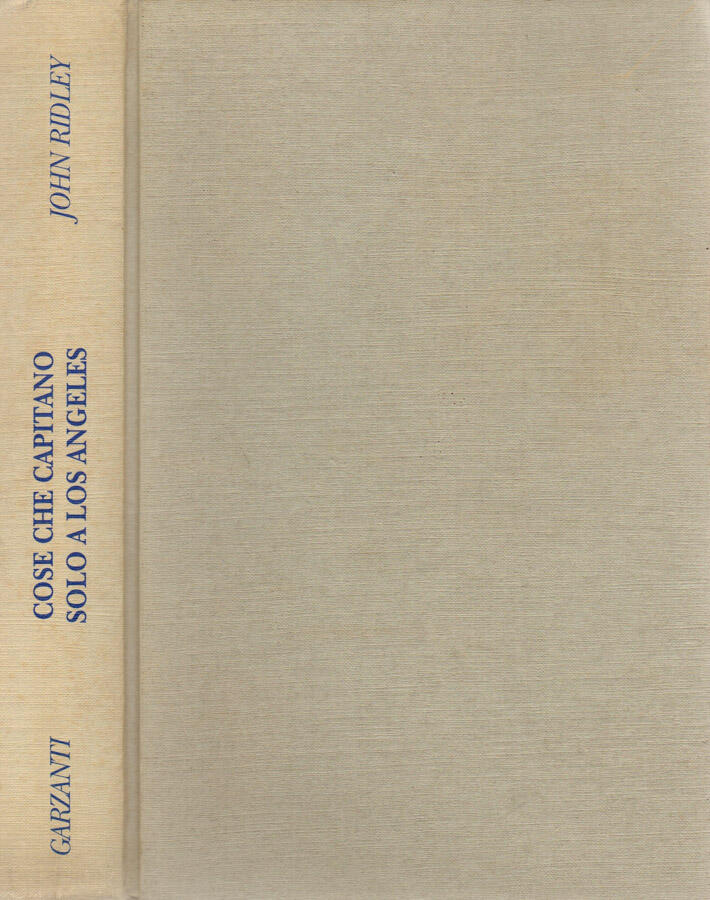 JOHN RIDLEY
COSE CHE CAPITANO
SOLO A LOS ANGELES
GARZANTI